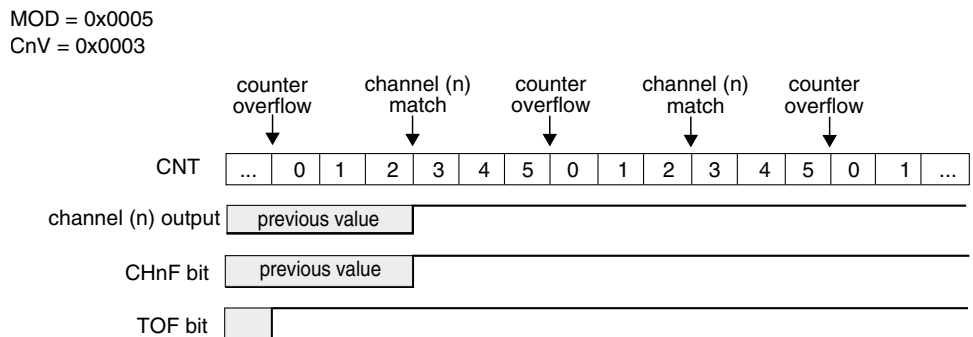 MOD = 0x0005
CnV = 0x0003
counter overflow channel (n) match counter overflow channel (n) match counter overflow
CNT ... 0 1 2 3 4 5 0 1 2 3 4 5 0 1 ...
channel (n) output previous value
CHnF bit previous value
TOF bit